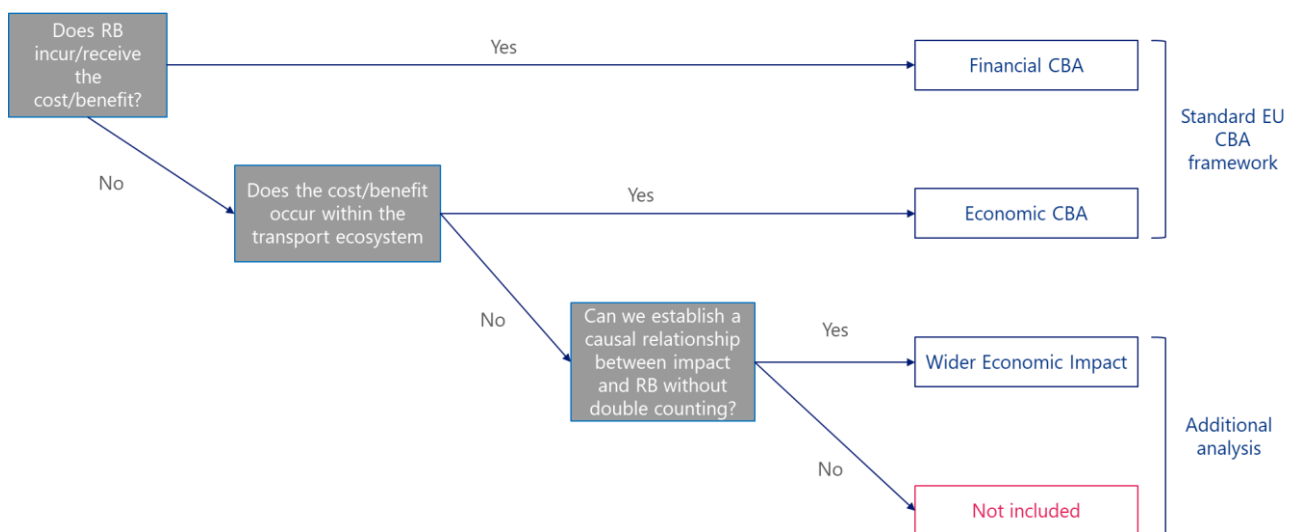 Does RB
incur/receive
the
cost/benefit?
Yes
Financial CBA
Standard EU
CBA
framework
No
Does the cost/benefit
occur within the
transport ecosystem
Yes
Economic CBA
No
Can we establish a
causal relationship
between impact
and RB without
double counting?
Yes
Wider Economic Impact
Additional
analysis
No
Not included